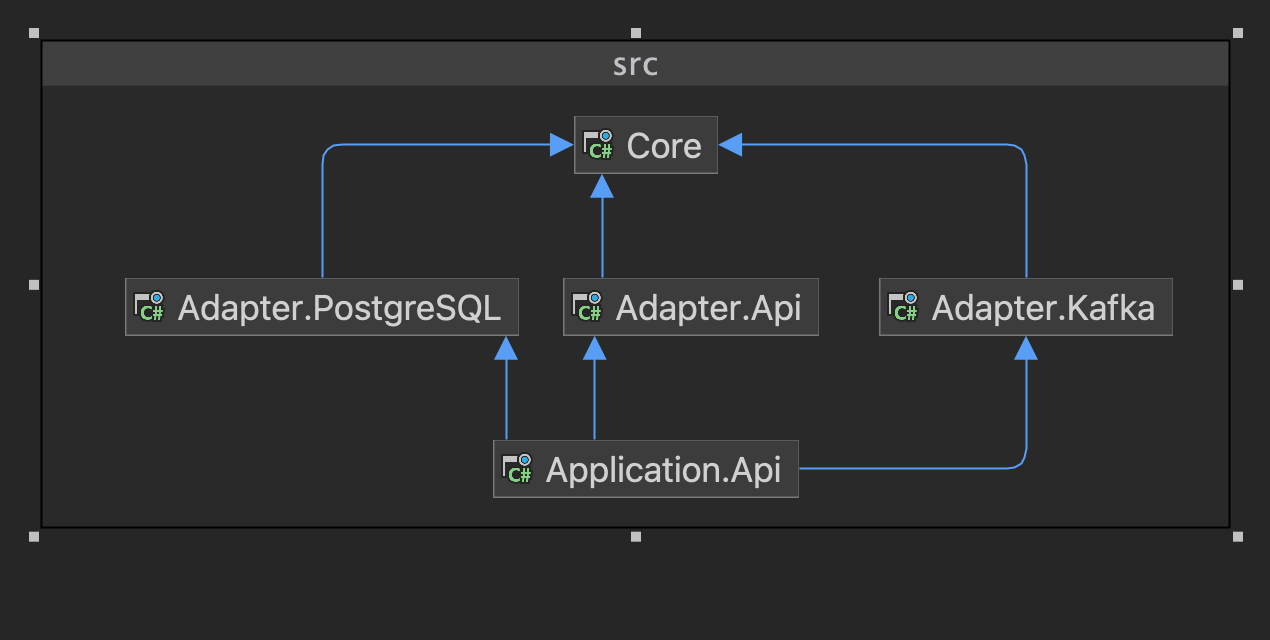 src
C# Core
C# Adapter.PostgreSQL
C# Adapter.Api
C# Adapter.Kafka
C# Application.Api